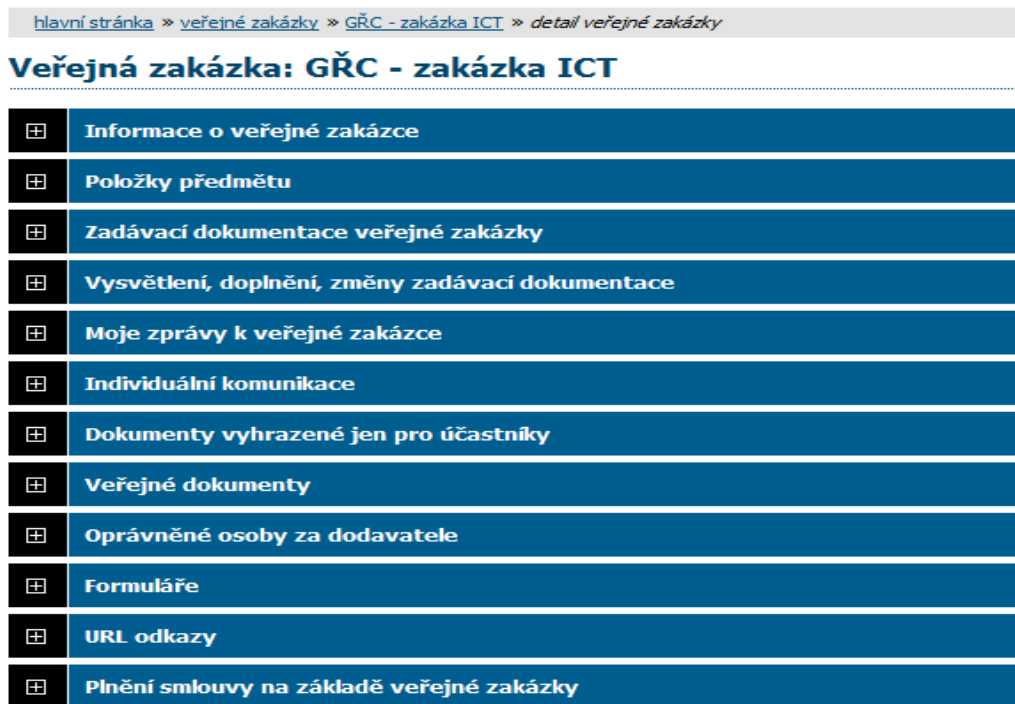 hlavní stránka » veřejné zakázky » GŘC - zakázka ICT » detail veřejné zakázky
Veřejná zakázka: GŘC - zakázka ICT
Informace o veřejné zakázce
Položky předmětu
Zadávací dokumentace veřejné zakázky
Vysvětlení, doplnění, změny zadávací dokumentace
Moje zprávy k veřejné zakázce
Individuální komunikace
Dokumenty vyhrazené jen pro účastníky
Veřejné dokumenty
Oprávněné osoby za dodavatele
Formuláře
URL odkazy
Plnění smlouvy na základě veřejné zakázky